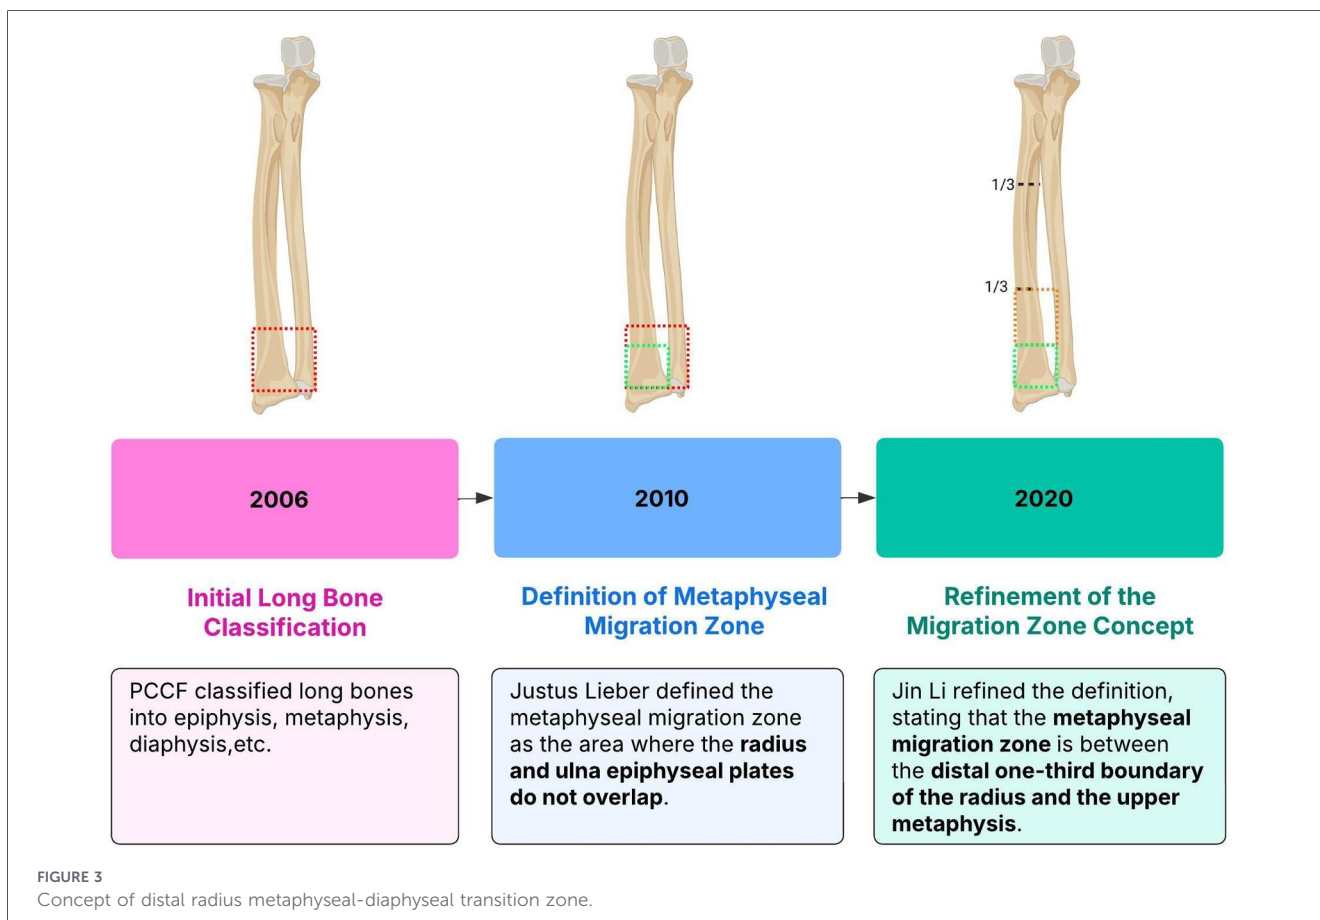 1/3
1/3
2006
2010
2020
Initial Long Bone
Classification
PCCF classified long bones
into epiphysis, metaphysis,
diaphysis,etc.
Definition of Metaphyseal
Migration Zone
Justus Lieber defined the
metaphyseal migration zone
as the area where the radius
and ulna epiphyseal plates
do not overlap.
Refinement of the
Migration Zone Concept
Jin Li refined the definition,
stating that the metaphyseal
migration zone is between
the distal one-third boundary
of the radius and the upper
metaphysis.
FIGURE 3
Concept of distal radius metaphyseal-diaphyseal transition zone.